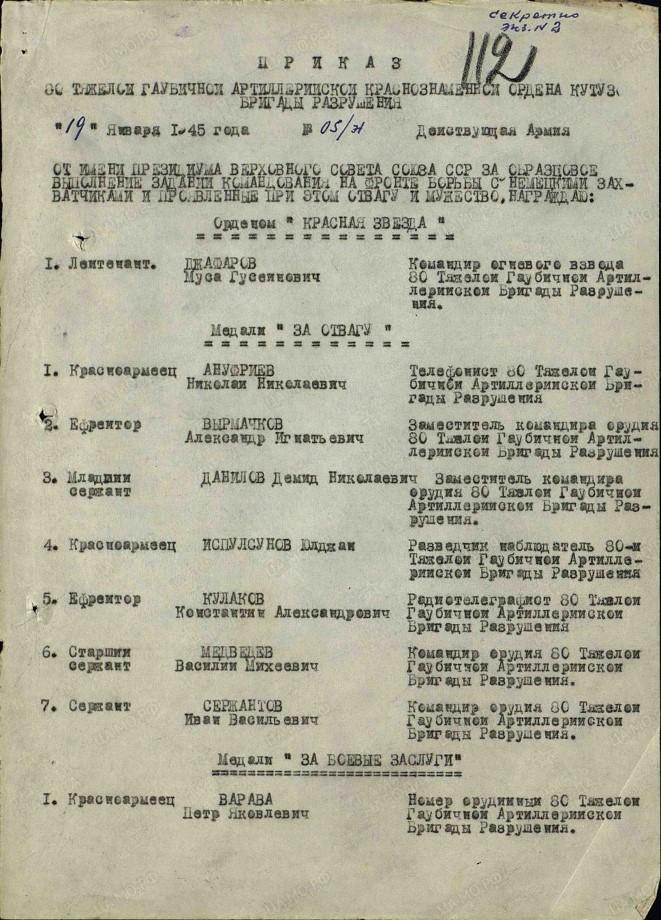 секретно
экз. N 2
112
П Р И К А З
80 ТЯЖЕЛОЙ ГАУБИЧНОЙ АРТИЛЛЕРИЙСКОЙ КРАСНОЗНАМЕННОЙ ОРДЕНА КУТУЗО
БРИГАДЫ РАЗРУШЕНИЯ
"19" Января 1945 года № 05/н Действующая Армия
ОТ ИМЕНИ ПРЕЗИДИУМА ВЕРХОВНОГО СОВЕТА СОЮЗА ССР ЗА ОБРАЗЦОВОЕ
ВЫПОЛНЕНИЕ ЗАДАНИЙ КОМАНДОВАНИЯ НА ФРОНТЕ БОРЬБЫ С НЕМЕЦКИМИ ЗАХ-
ВАТЧИКАМИ И ПРОЯВЛЕННЫЕ ПРИ ЭТОМ ОТВАГУ И МУЖЕСТВО, НАГРАЖДАЮ:
Орденом " КРАСНАЯ ЗВЕЗДА "
1. Лейтенант. ДЖАФАРОВ Командир огневого взвода
Муса Гусейнович 80 Тяжелой Гаубичной Артил-
лерийской Бригады Разруше-
ния.
Медали " ЗА ОТВАГУ "
1. Красноармеец АНУФРИЕВ Телефонист 80 Тяжелой Гау-
Николай Николаевич бичной Артиллерийской Бри-
гады Разрушения
2. Ефрейтор ВЫРМАЧКОВ Заместитель командира орудия
Александр Игнатьевич 80 Тяжелой Гаубичной Артил-
лерийской Бригады Разрушения
3. Младший ДАНИЛОВ Демид Николаевич Заместитель командира
сержант орудия 80 Тяжелой Гаубичной
Артиллерийской Бригады Раз-
рушения.
4. Красноармеец ИСПУЛСУНОВ Юлджай Разведчик наблюдатель 80-й
Тяжелой Гаубичной Артилле-
рийской Бригады Разрушения
5. Ефрейтор КУЛАКОВ Радиотелеграфист 80 Тяжелой
Константин Александрович Гаубичной Артиллерийской
Бригады Разрушения
6. Старший МЕДВЕДЕВ Командир орудия 80 Тяжелой
сержант Василий Михеевич Гаубичной Артиллерийской
Бригады Разрушения.
7. Сержант СЕРЖАНТОВ Командир орудия 80 Тяжелой
Иван Васильевич Гаубичной Артиллерийской
Бригады Разрушения.
Медали " ЗА БОЕВЫЕ ЗАСЛУГИ"
1. Красноармеец ВАРАВА Номер орудийный 80 Тяжелой
Петр Яковлевич Гаубичной Артиллерийской
Бригады Разрушения.